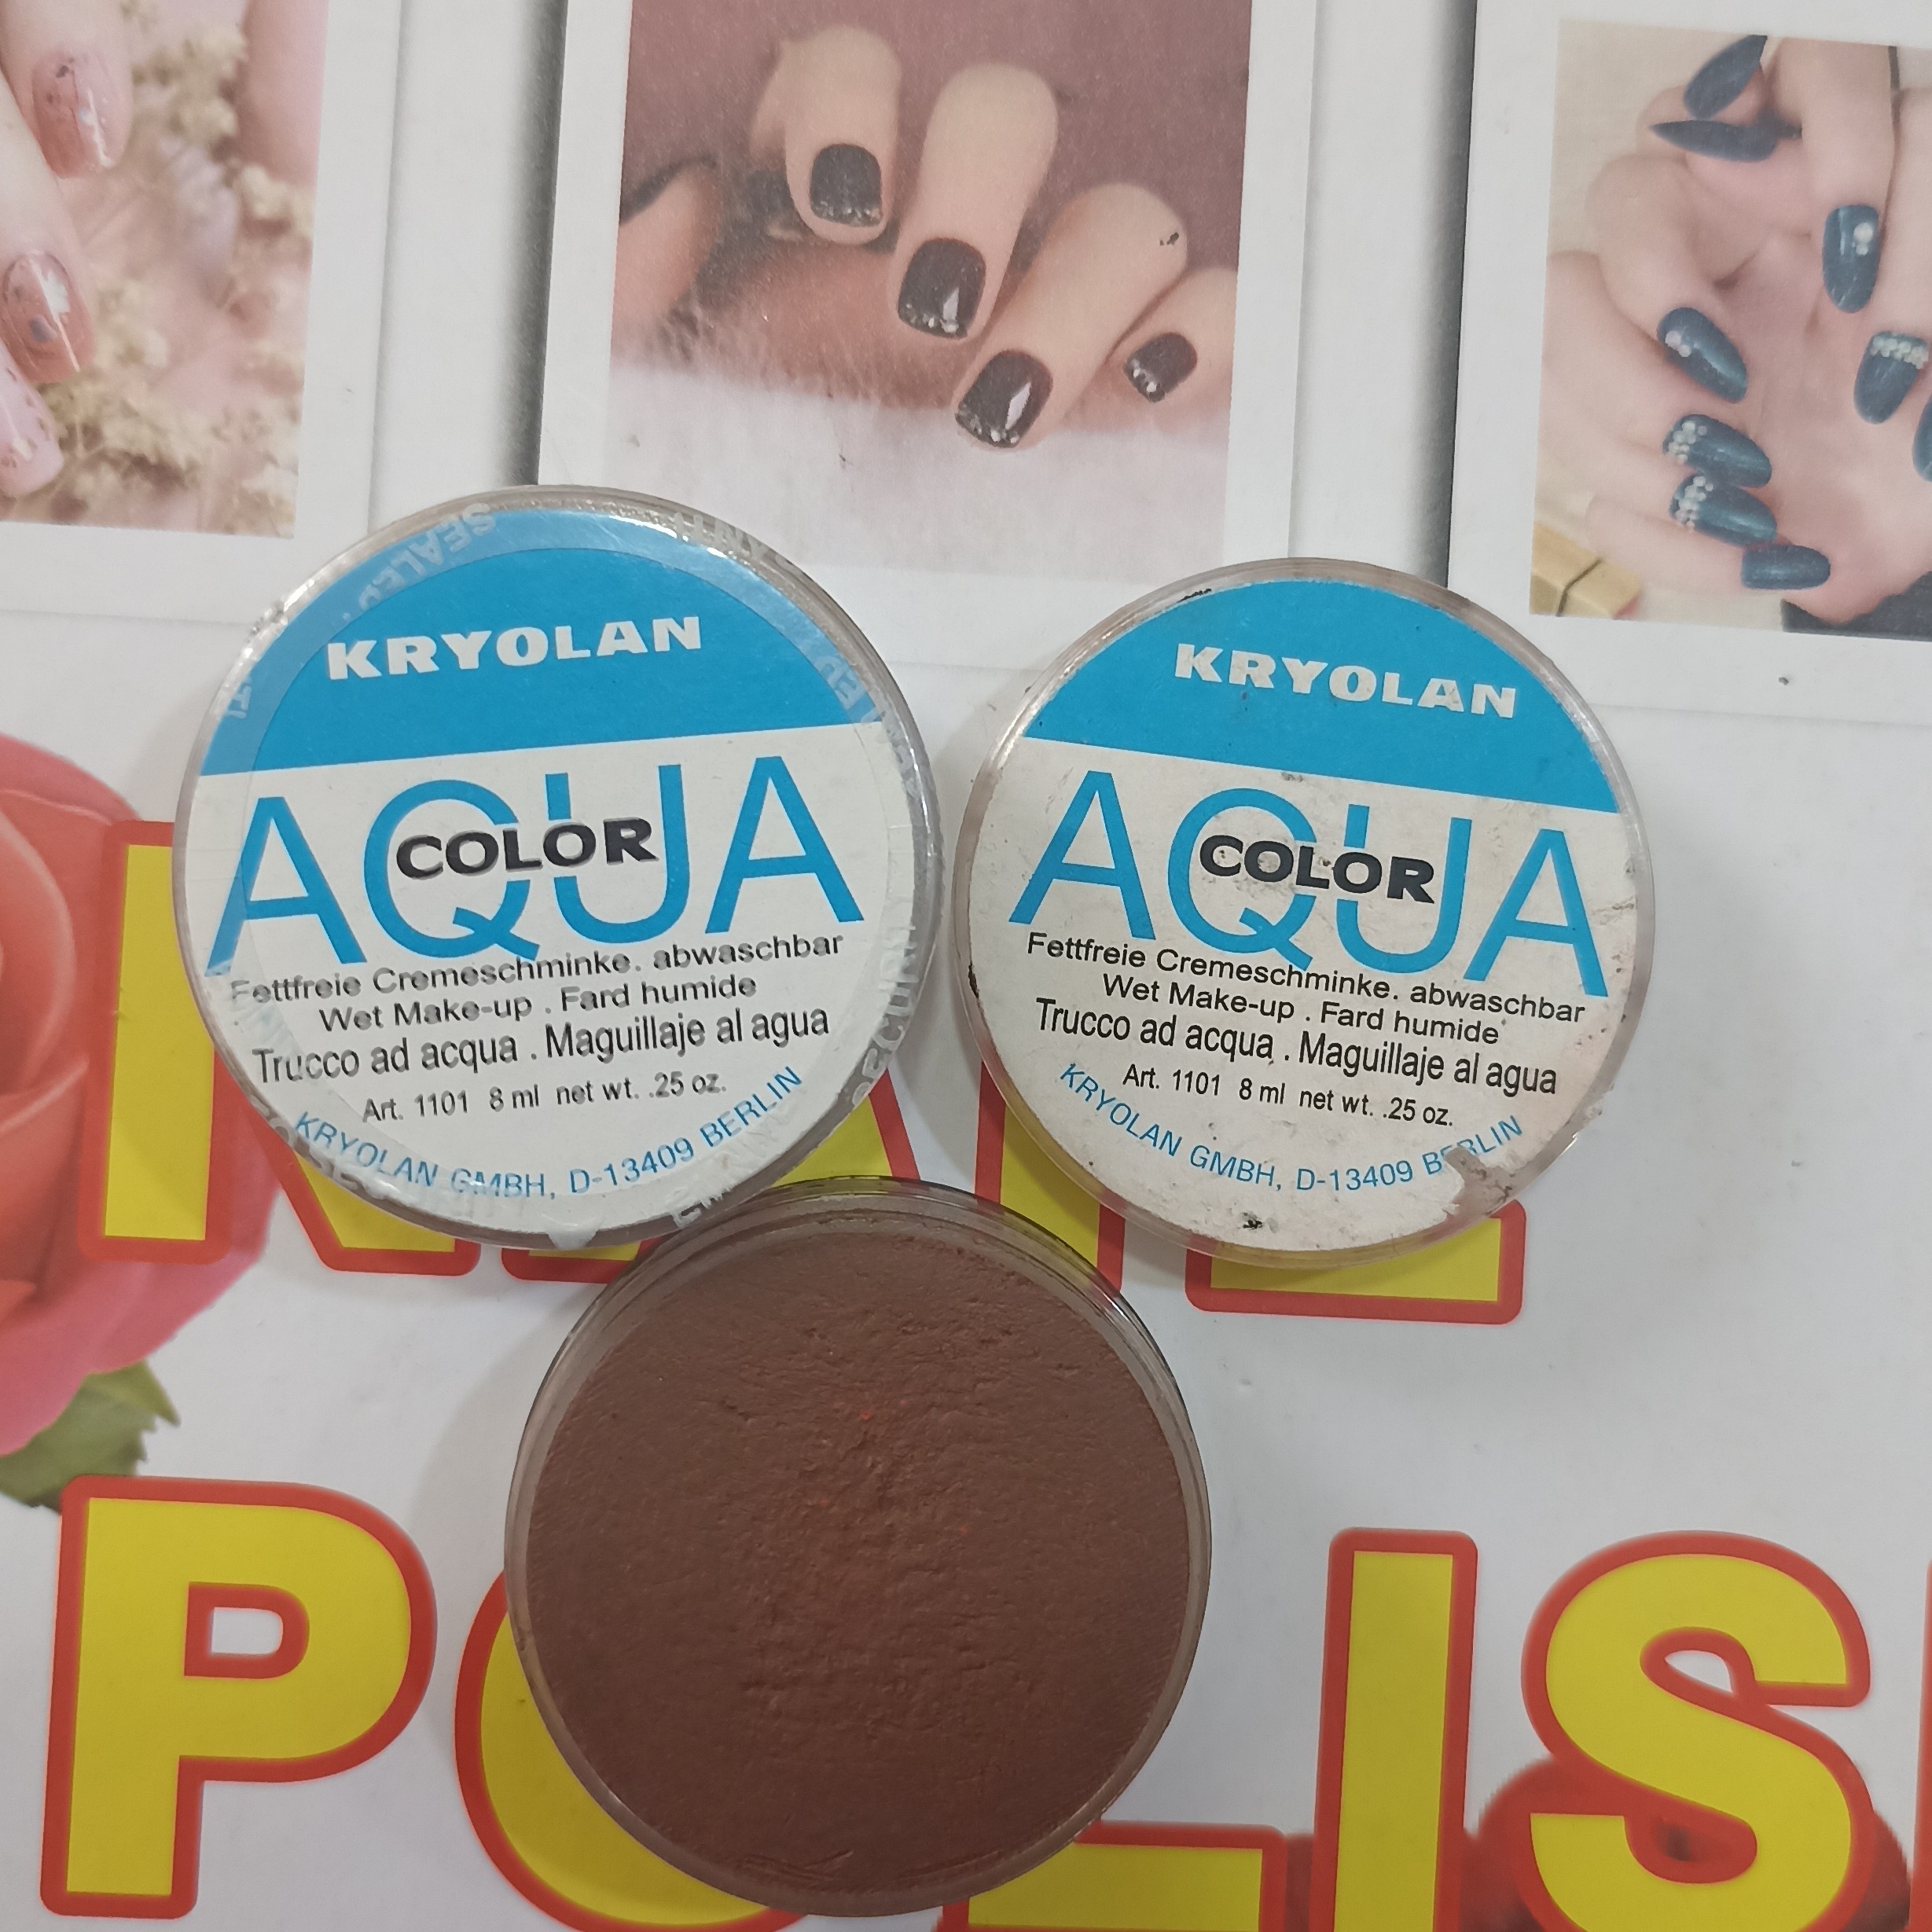 KRYOLAN
AQUA
COLOR
Fettfreie Cremeschminke. abwaschbar
Wet Make-up . Fard humide
Trucco ad acqua . Maguillaje al agua
Art. 1101 8 ml net wt. .25 oz.
KRYOLAN GMBH, D-13409 BERLIN
KRYOLAN
AQUA
COLOR
Fettfreie Cremeschminke. abwaschbar
Wet Make-up . Fard humide
Trucco ad acqua . Maguillaje al agua
Art. 1101 8 ml net wt. .25 oz.
KRYOLAN GMBH, D-13409 BERLIN
SEALED
NAIL
POLIS